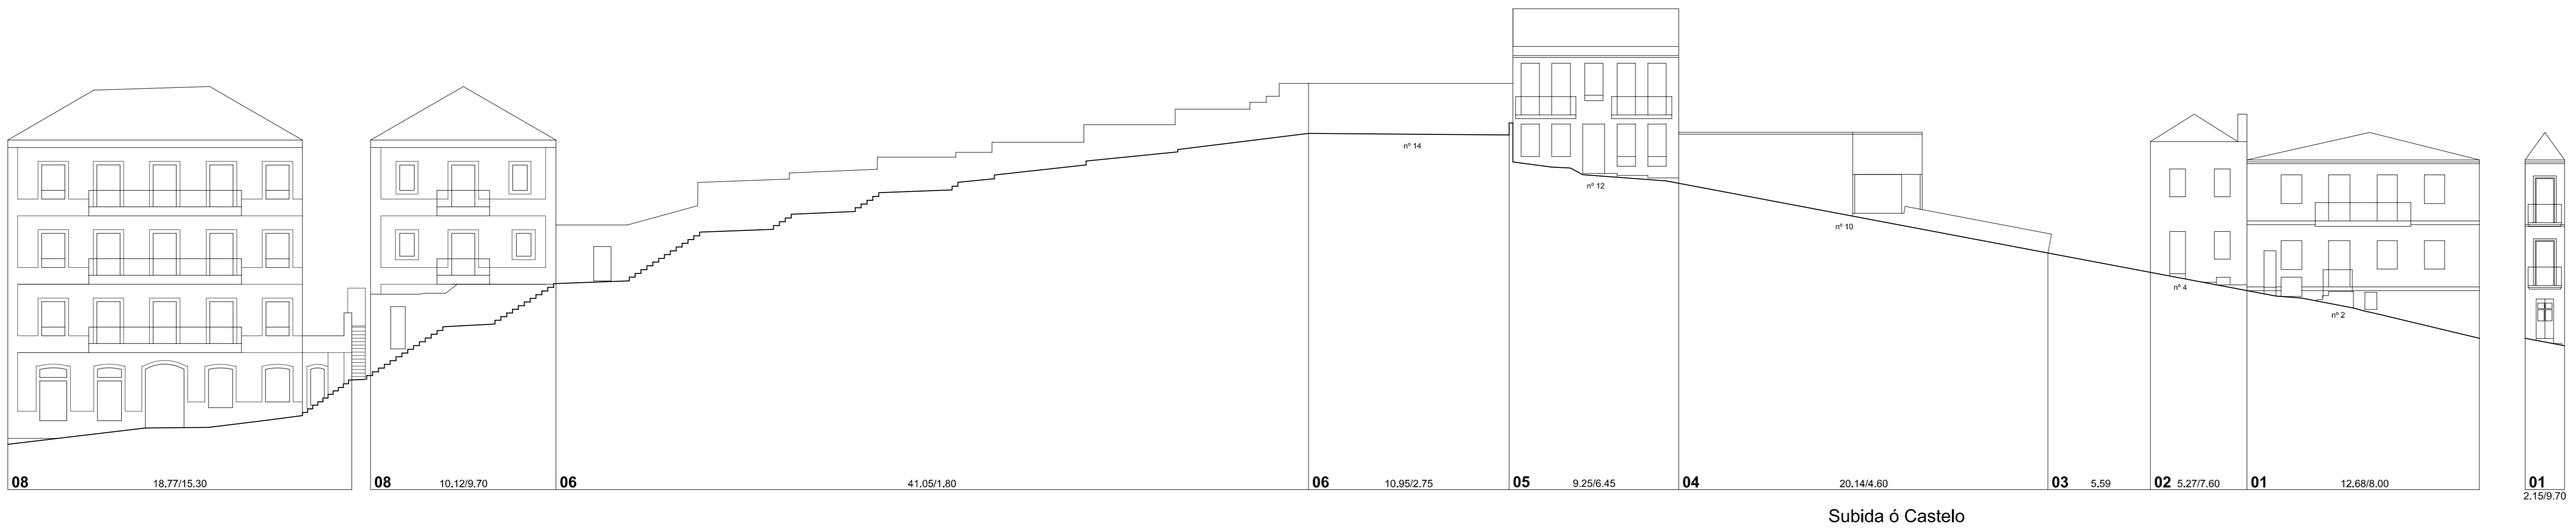 nº 14
nº 12
nº 10
nº 4
nº 2
08 18.77/15.30 08 10.12/9.70 06 41.05/1.80 06 10.95/2.75 05 9.25/6.45 04 20.14/4.60 03 5.59 02 5.27/7.60 01 12.68/8.00 01
2.15/9.70
Subida ó Castelo